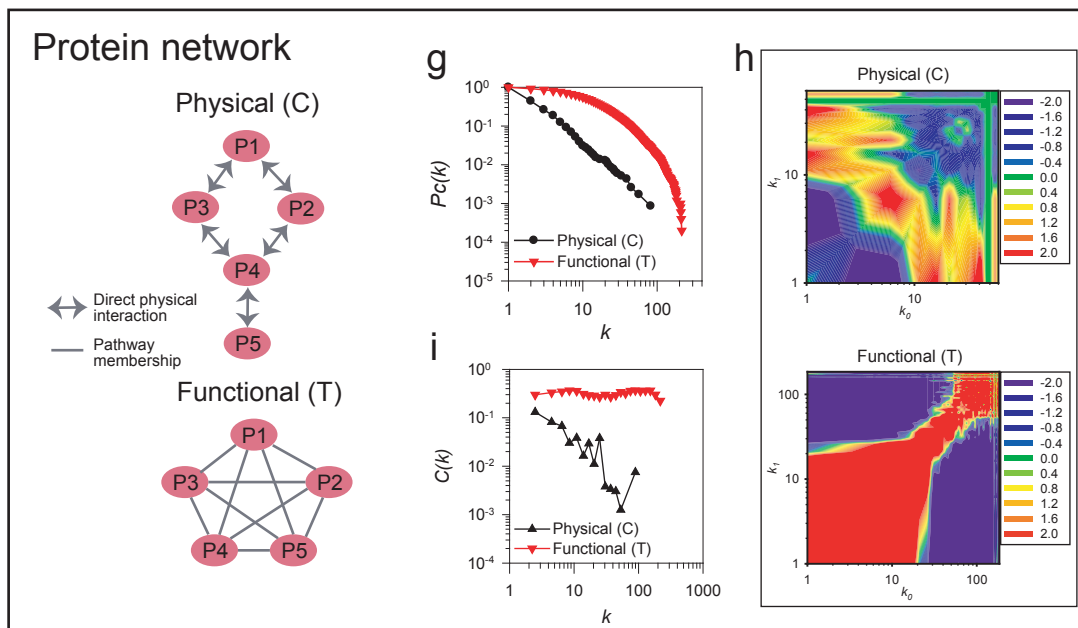 Protein network
Physical (C)
P1
P3
P2
P4
P5
Direct physical
interaction
Pathway
membership
Functional (T)
P1
P3
P2
P4
P5
g
10⁰
10⁻¹
10⁻²
10⁻³
10⁻⁴
10⁻⁵
Pc(k)
Physical (C)
Functional (T)
1
10
100
k
i
10⁰
10⁻¹
10⁻²
10⁻³
10⁻⁴
C(k)
Physical (C)
Functional (T)
1
10
100
1000
k
h
Physical (C)
k₁
10
1
1
10
k₀
-2.0
-1.6
-1.2
-0.8
-0.4
0.0
0.4
0.8
1.2
1.6
2.0
Functional (T)
k₁
100
10
1
1
10
100
k₀
-2.0
-1.6
-1.2
-0.8
-0.4
0.0
0.4
0.8
1.2
1.6
2.0